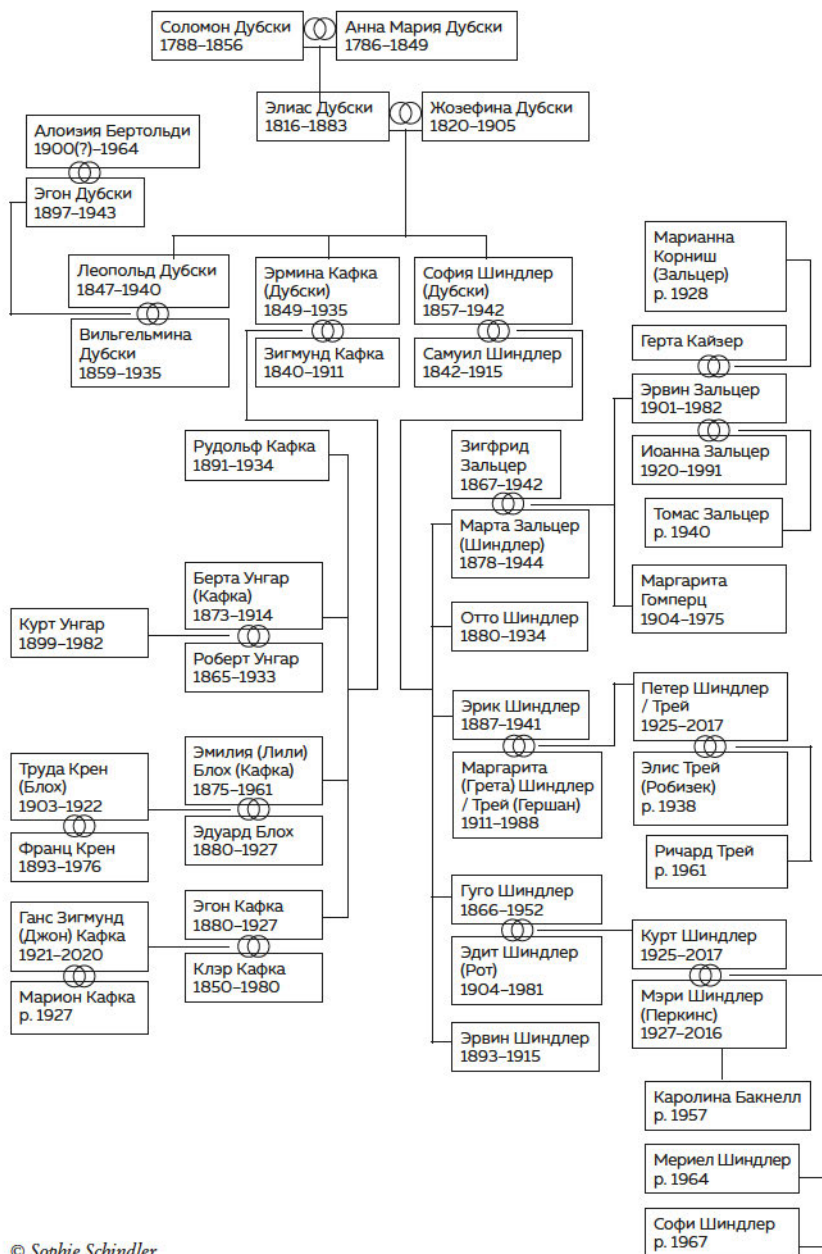 Соломон Дубски
1788–1856
Анна Мария Дубски
1786–1849
Элиас Дубски
1816–1883
Жозефина Дубски
1820–1905
Алоизия Бертольди
1900(?)–1964
Эгон Дубски
1897–1943
Леопольд Дубски
1847–1940
Вильгельмина
Дубски
1859–1935
Эрмина Кафка
(Дубски)
1849–1935
Зигмунд Кафка
1840–1911
София Шиндлер
(Дубски)
1857–1942
Самуил Шиндлер
1842–1915
Марианна
Корниш
(Зальцер)
р. 1928
Герта Кайзер
Эрвин Зальцер
1901–1982
Иоанна Зальцер
1920–1991
Томас Зальцер
р. 1940
Маргарита
Гомперц
1904–1975
Рудольф Кафка
1891–1934
Зигфрид
Зальцер
1867–1942
Марта Зальцер
(Шиндлер)
1878–1944
Берта Унгар
(Кафка)
1873–1914
Роберт Унгар
1865–1933
Курт Унгар
1899–1982
Отто Шиндлер
1880–1934
Эрик Шиндлер
1887–1941
Маргарита
(Грета) Шиндлер
/ Трей (Гершан)
1911–1988
Петер Шиндлер
/ Трей
1925–2017
Элис Трей
(Робизек)
р. 1938
Ричард Трей
р. 1961
Труда Крен
(Блох)
1903–1922
Франц Крен
1893–1976
Эмилия (Лили)
Блох (Кафка)
1875–1961
Эдуард Блох
1880–1927
Ганс Зигмунд
(Джон) Кафка
1921–2020
Марион Кафка
р. 1927
Эгон Кафка
1880–1927
Клэр Кафка
1850–1980
Гуго Шиндлер
1866–1952
Эдит Шиндлер
(Рот)
1904–1981
Эрвин Шиндлер
1893–1915
Курт Шиндлер
1925–2017
Мэри Шиндлер
(Перкинс)
1927–2016
Каролина Бакнелл
р. 1957
Мериел Шиндлер
р. 1964
Софи Шиндлер
р. 1967
© Sophie Schindler